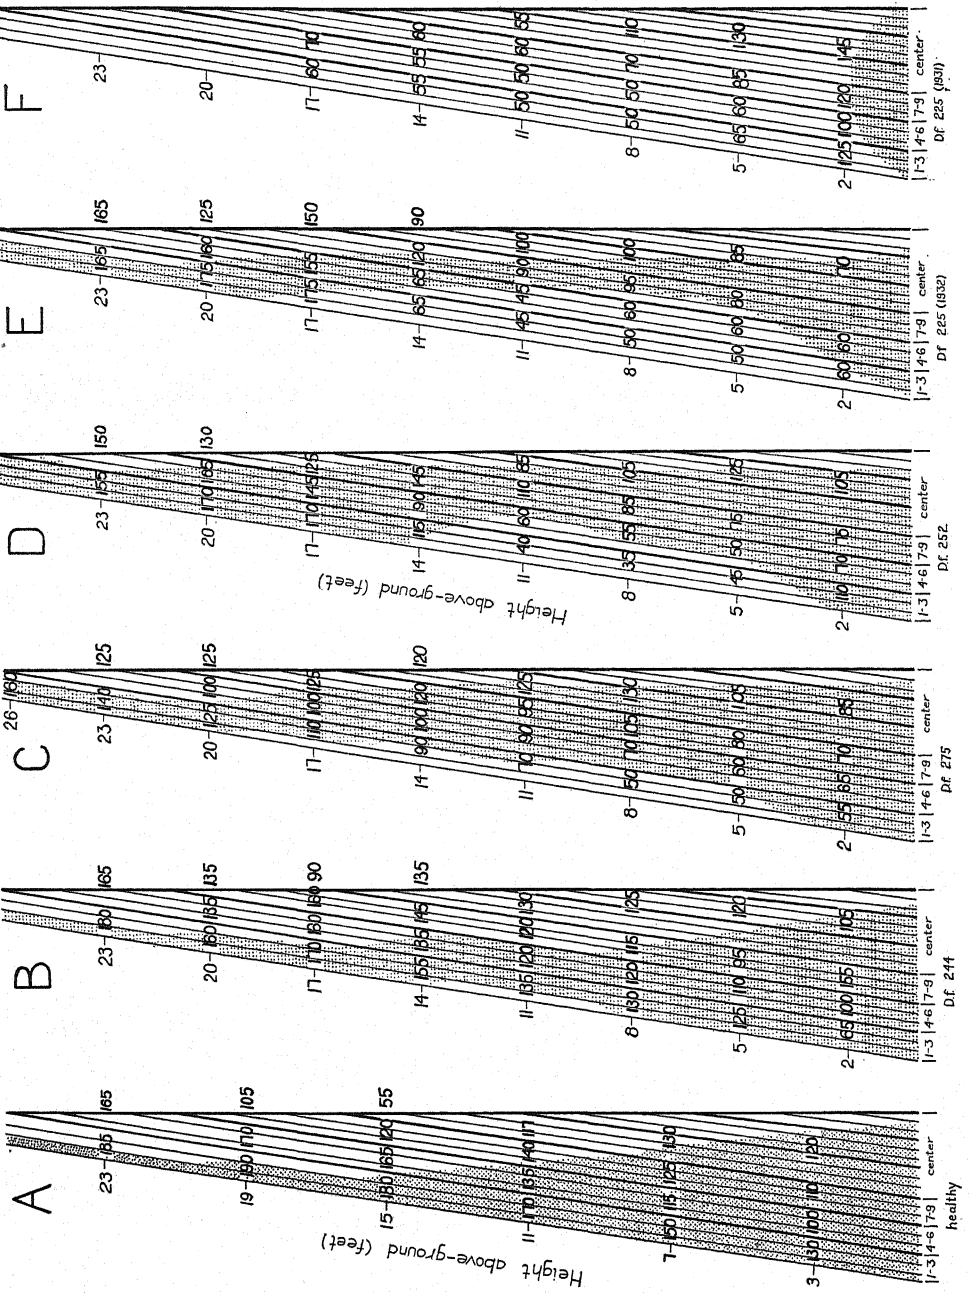 A
23–165 165
19–190 170 105
15–180 165 120 55
11–170 135 140 117
7–150 115 125 130
3–130 100 110 120
Height above-ground (feet)
1-3 4-6 7-9 center
healthy
B
23–180 165
20–160 135 135
17–170 180 160 90
14–155 135 145 135
11–135 120 120 130
8–130 120 115 125
5–125 110 95 120
2–65 100 155 105
1-3 4-6 7-9 center
D.f. 244
C
26–160
23–140 125
20–125 100 125
17–110 100 125
14–90 100 120 120
11–70 90 95 125
8–50 70 105 130
5–50 60 80 105
2–55 65 70 85
1-3 4-6 7-9 center
D.f. 275
D
23–155 150
20–170 165 130
17–170 145 125
14–115 90 145
11–40 60 110 85
8–35 55 85 105
5–45 50 75 125
2–110 70 75 105
Height above-ground (feet)
1-3 4-6 7-9 center
D.f. 252
E
23–165 165
20–175 160 125
17–175 155 150
14–65 65 120 90
11–45 45 90 100
8–50 60 95 100
5–50 60 80 85
2–60 60 70
1-3 4-6 7-9 center
D.f 225 (1932)
F
23–
20–
17–60 70
14–55 55 60
11–50 50 60 55
8–50 50 70 110
5–65 60 85 130
2–125 100 120 145
1-3 4-6 7-9 center
D.f 225 (1931)